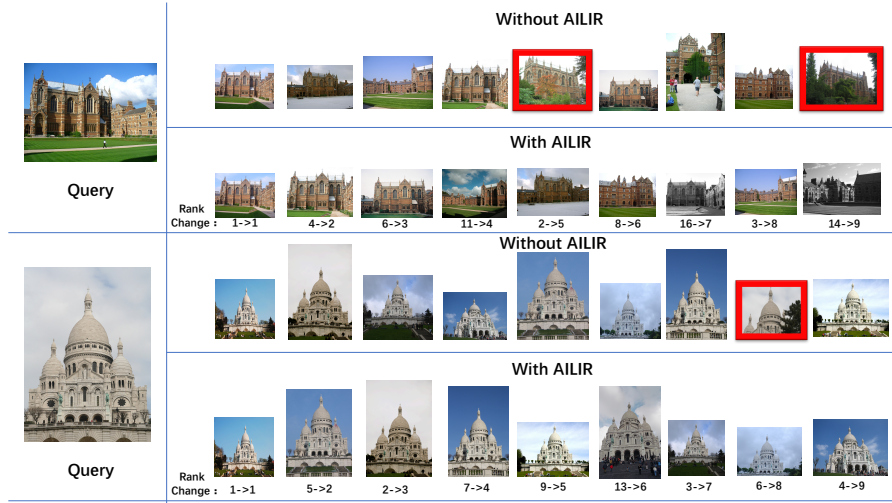 Without AILIR
With AILIR
Query
Rank
Change : 1->1 4->2 6->3 11->4 2->5 8->6 16->7 3->8 14->9
Without AILIR
With AILIR
Query
Rank
Change : 1->1 5->2 2->3 7->4 9->5 13->6 3->7 6->8 4->9